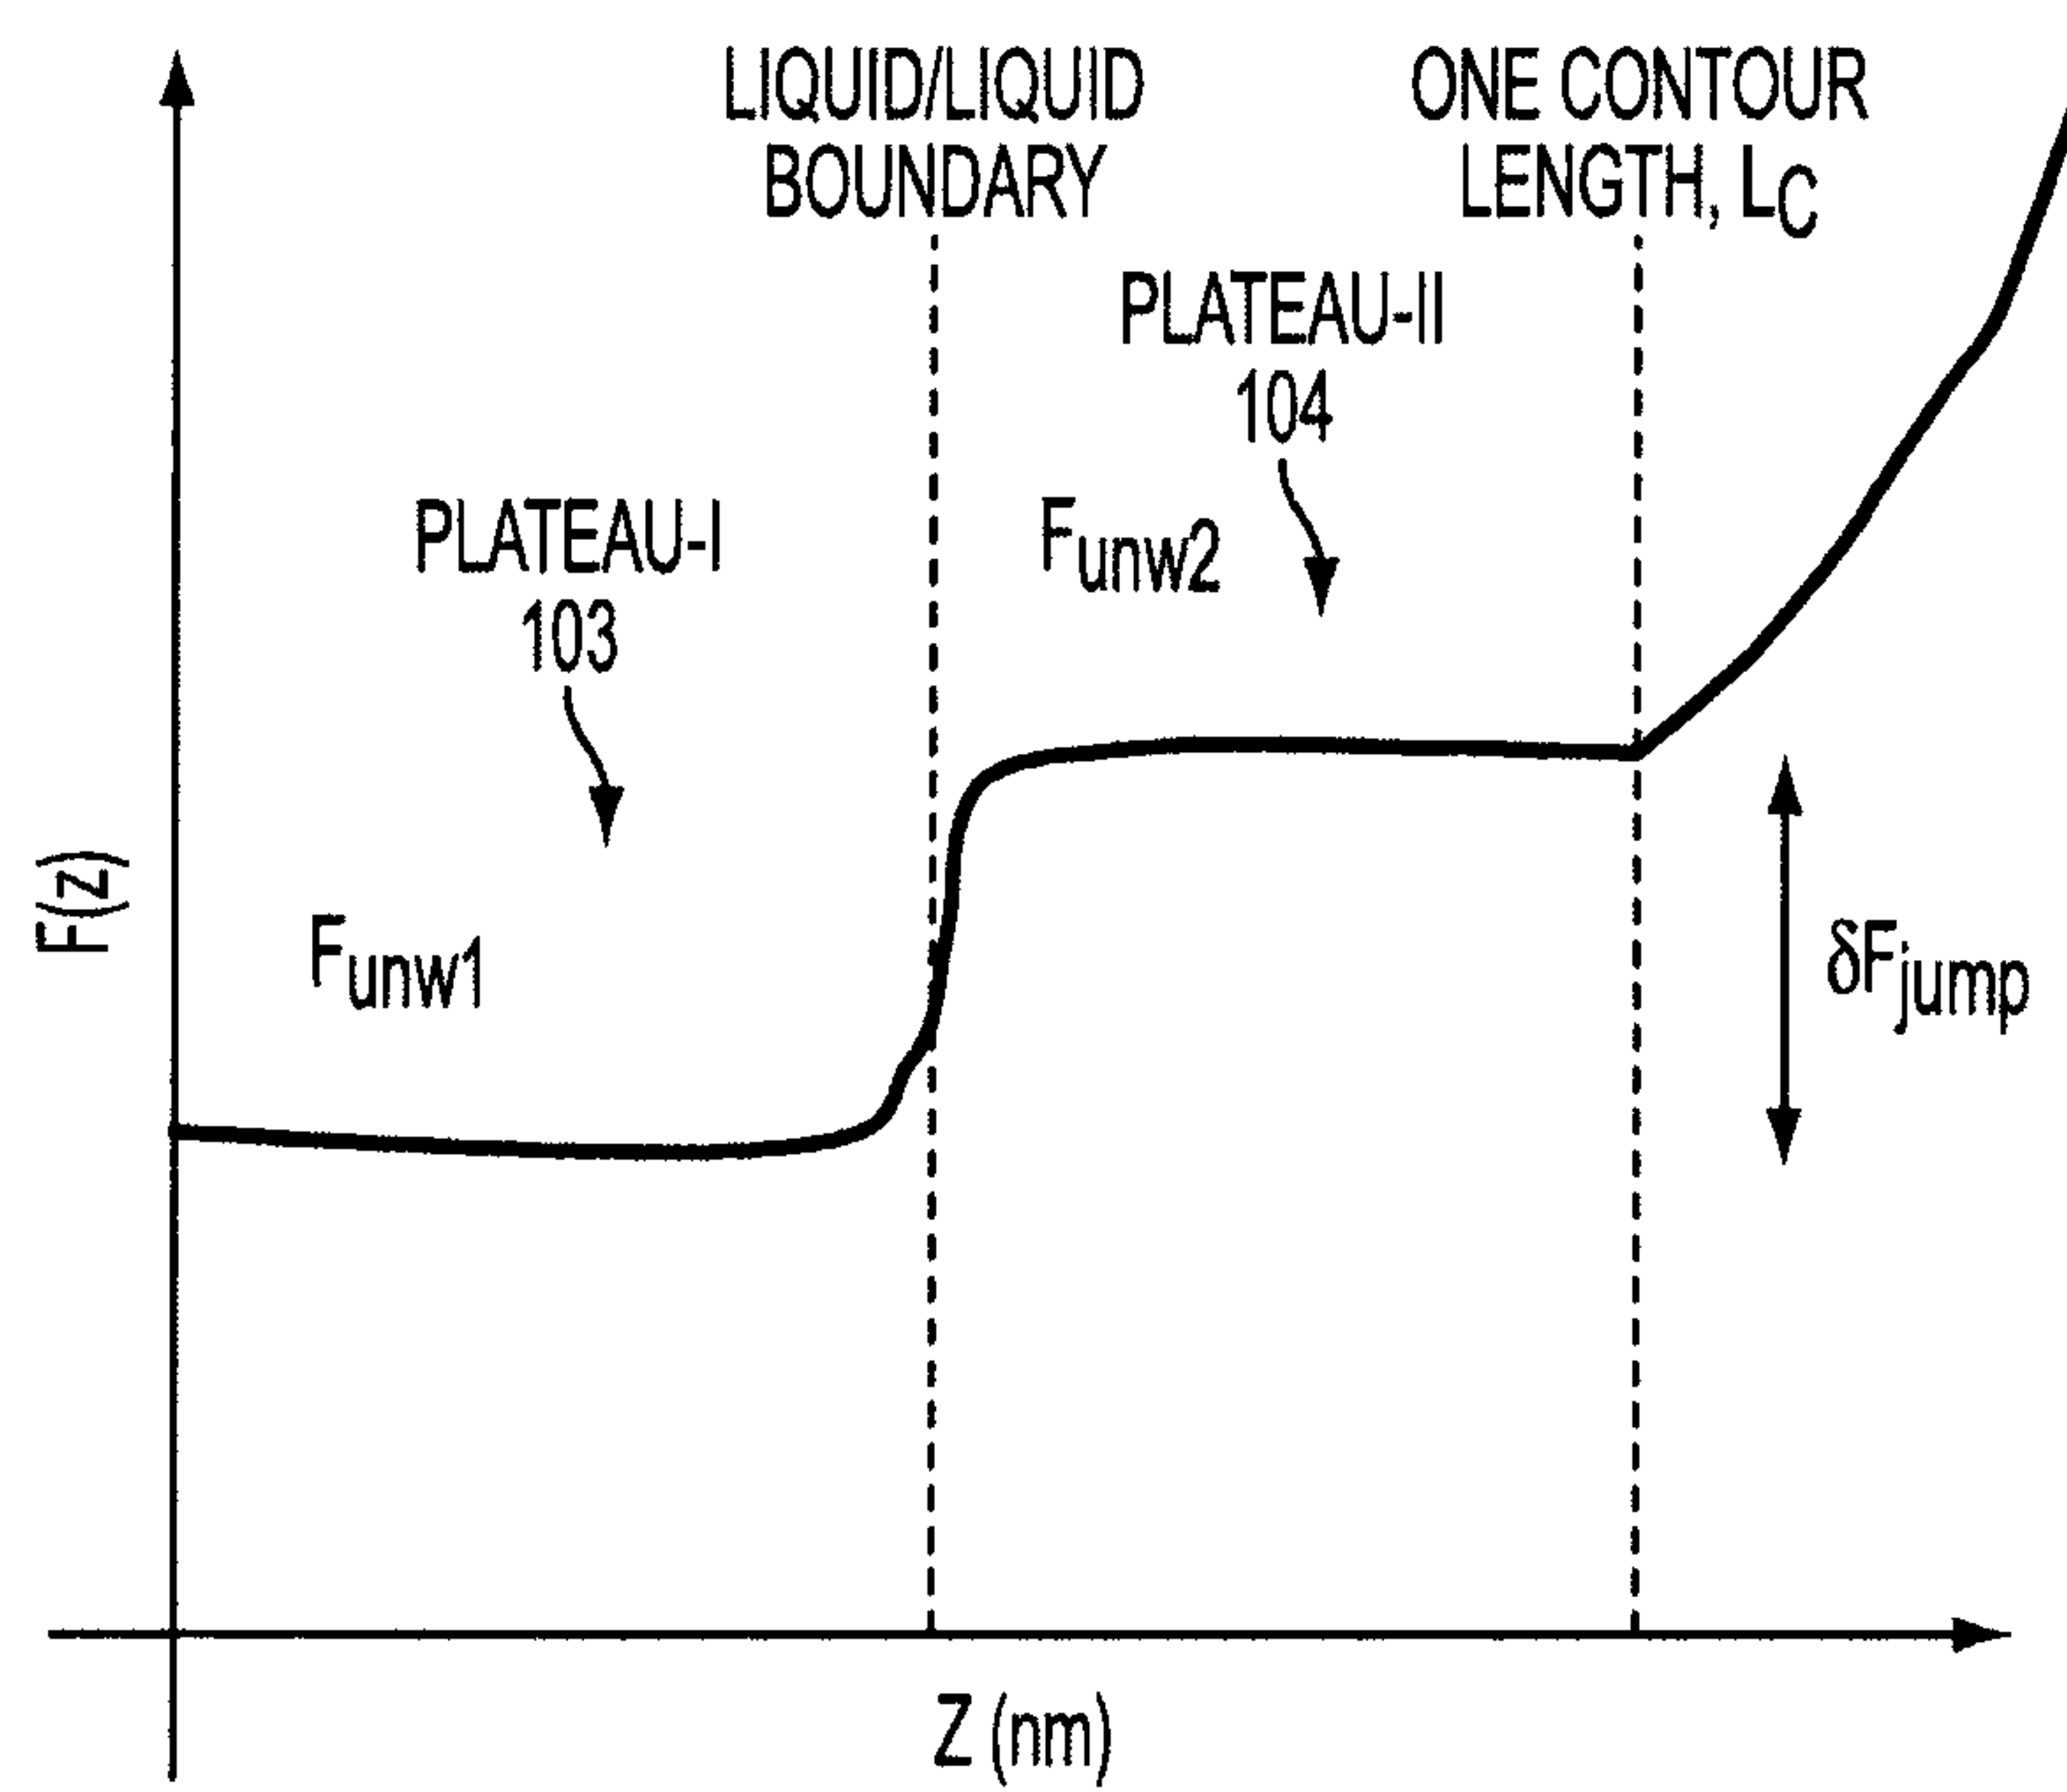 LIQUID/LIQUID
BOUNDARY
ONE CONTOUR
LENGTH, LC
PLATEAU-II
104
Funw2
PLATEAU-I
103
Funw1
F(z)
δFjump
Z (nm)